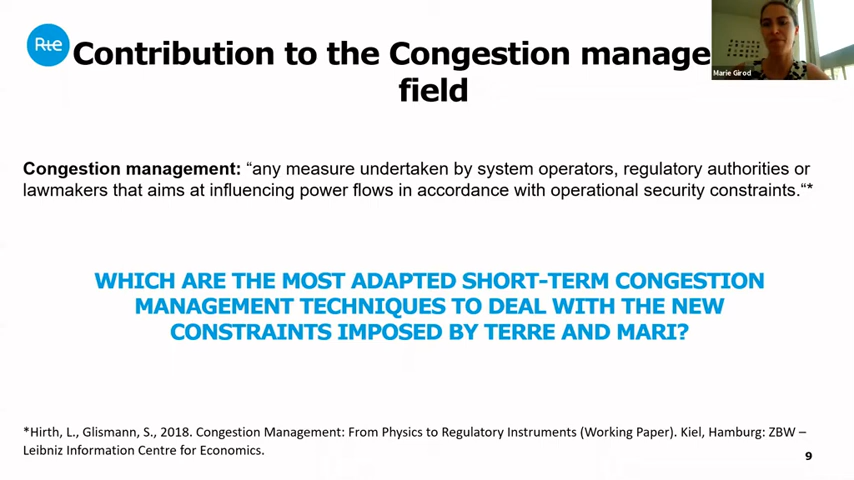 Rte
Contribution to the Congestion manage
field
Marie Girod
Congestion management: “any measure undertaken by system operators, regulatory authorities or
lawmakers that aims at influencing power flows in accordance with operational security constraints.“*
WHICH ARE THE MOST ADAPTED SHORT-TERM CONGESTION
MANAGEMENT TECHNIQUES TO DEAL WITH THE NEW
CONSTRAINTS IMPOSED BY TERRE AND MARI?
*Hirth, L., Glismann, S., 2018. Congestion Management: From Physics to Regulatory Instruments (Working Paper). Kiel, Hamburg: ZBW –
Leibniz Information Centre for Economics.
9